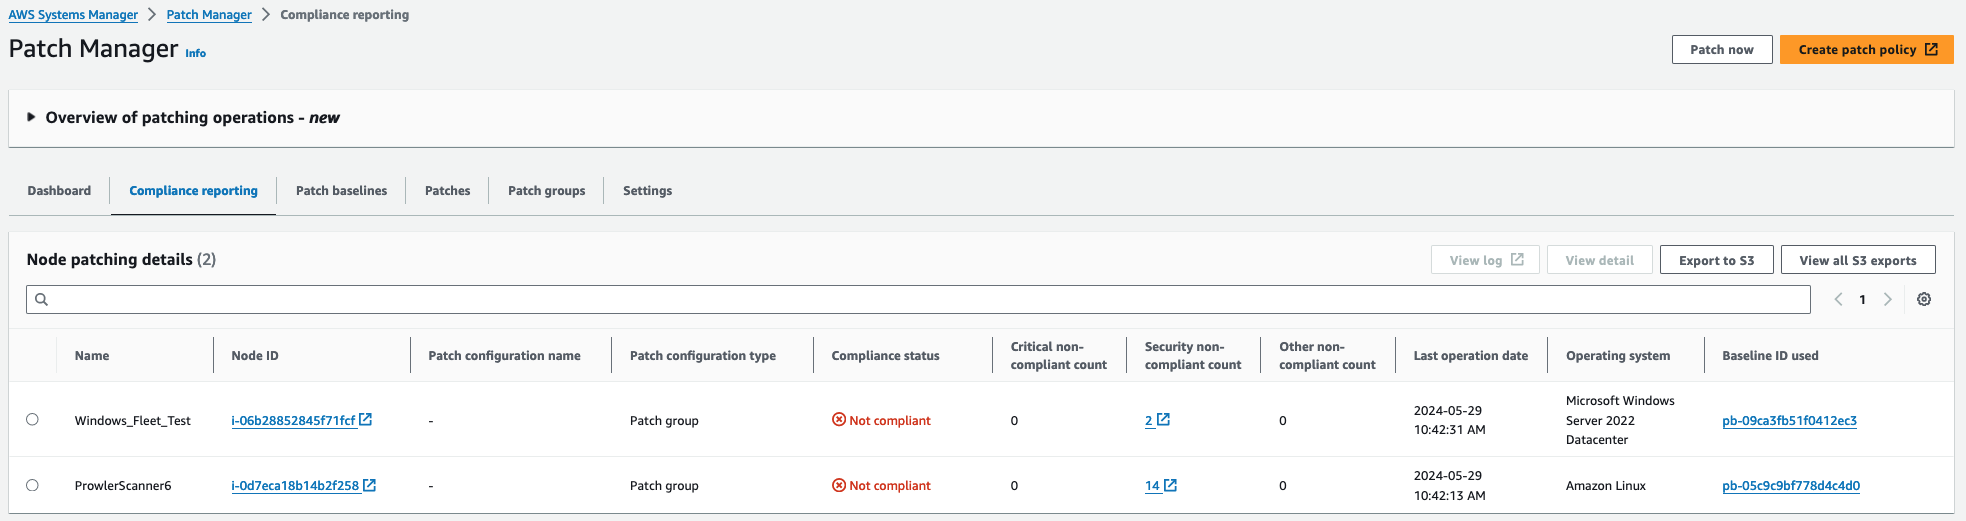 AWS Systems Manager > Patch Manager > Compliance reporting
Patch Manager Info
Patch now
Create patch policy
Overview of patching operations - new
Dashboard
Compliance reporting
Patch baselines
Patches
Patch groups
Settings
Node patching details (2)
View log
View detail
Export to S3
View all S3 exports
1
Name
Node ID
Patch configuration name
Patch configuration type
Compliance status
Critical non-
compliant count
Security non-
compliant count
Other non-
compliant count
Last operation date
Operating system
Baseline ID used
Windows_Fleet_Test
i-06b28852845f71fcf
-
Patch group
Not compliant
0
2
0
2024-05-29
10:42:31 AM
Microsoft Windows
Server 2022
Datacenter
pb-09ca3fb51f0412ec3
ProwlerScanner6
i-0d7eca18b14b2f258
-
Patch group
Not compliant
0
14
0
2024-05-29
10:42:13 AM
Amazon Linux
pb-05c9c9bf778d4c4d0